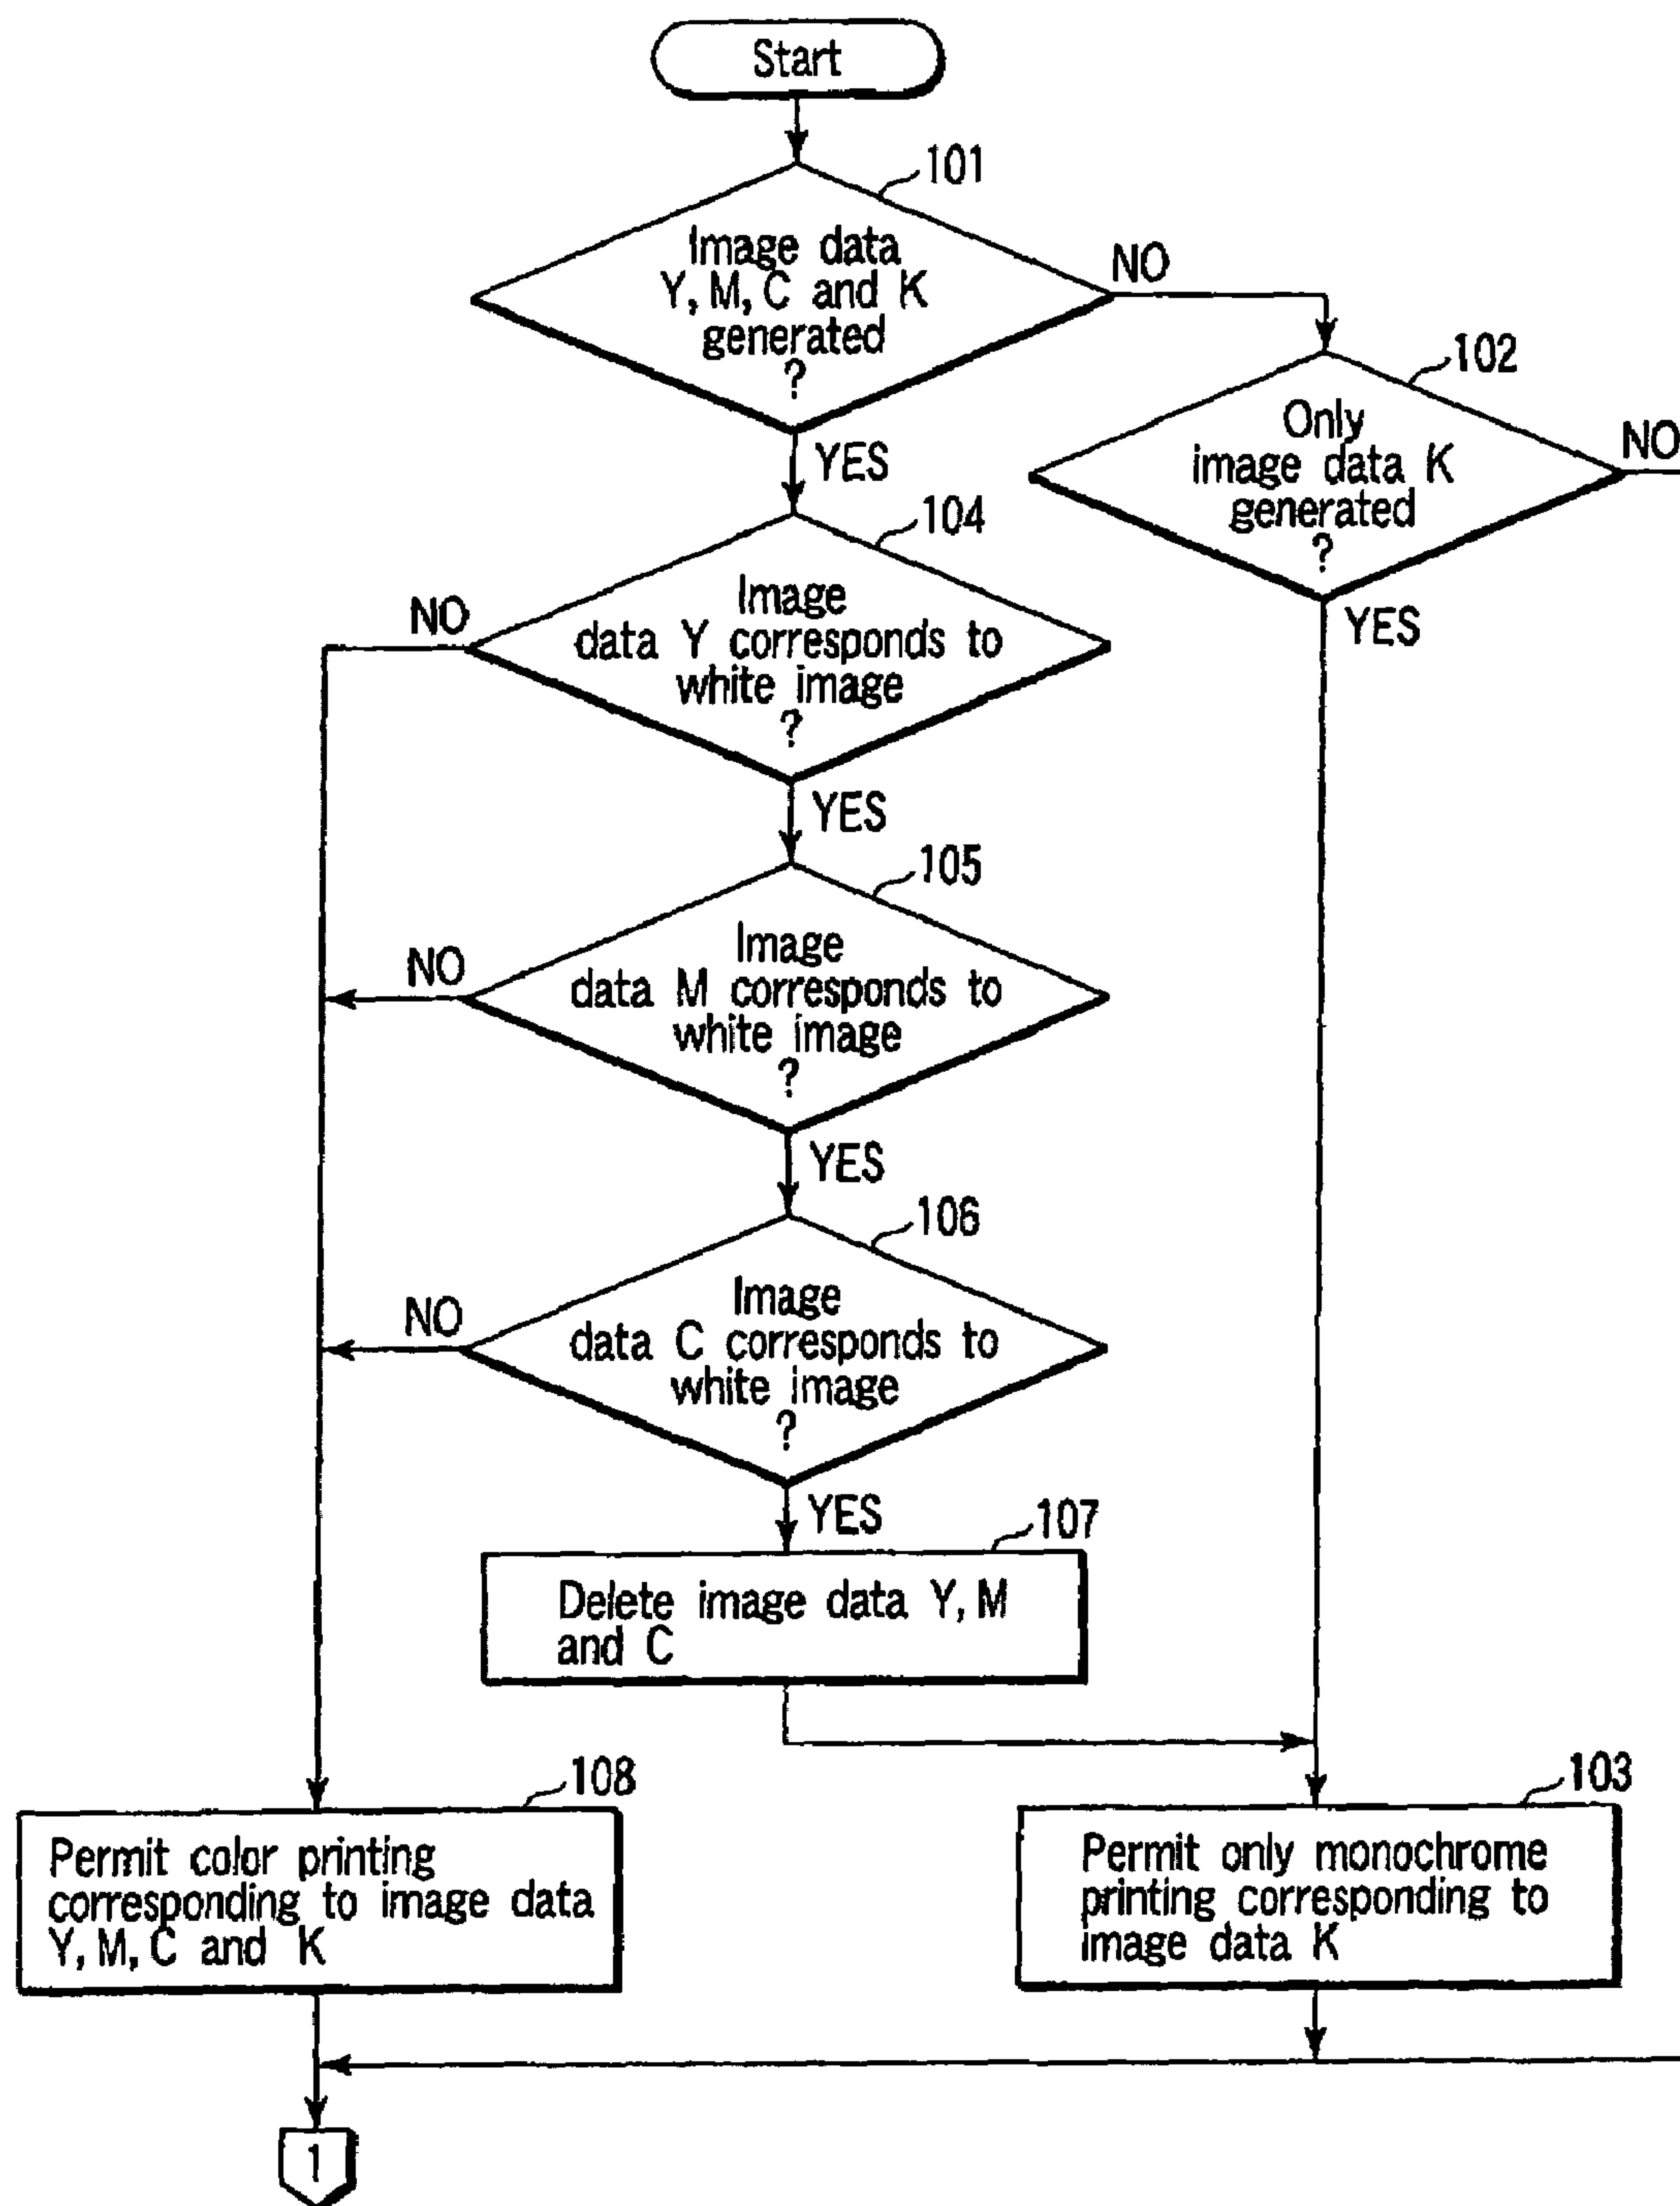 Start
101
Image data
Y, M, C and K
generated
?
NO
YES
102
Only
image data K
generated
?
NO
YES
104
Image
data Y corresponds to
white image
?
NO
YES
105
Image
data M corresponds to
white image
?
NO
YES
106
Image
data C corresponds to
white image
?
NO
YES
107
Delete image data Y, M
and C
108
Permit color printing
corresponding to image data
Y, M, C and K
103
Permit only monochrome
printing corresponding to
image data K
1